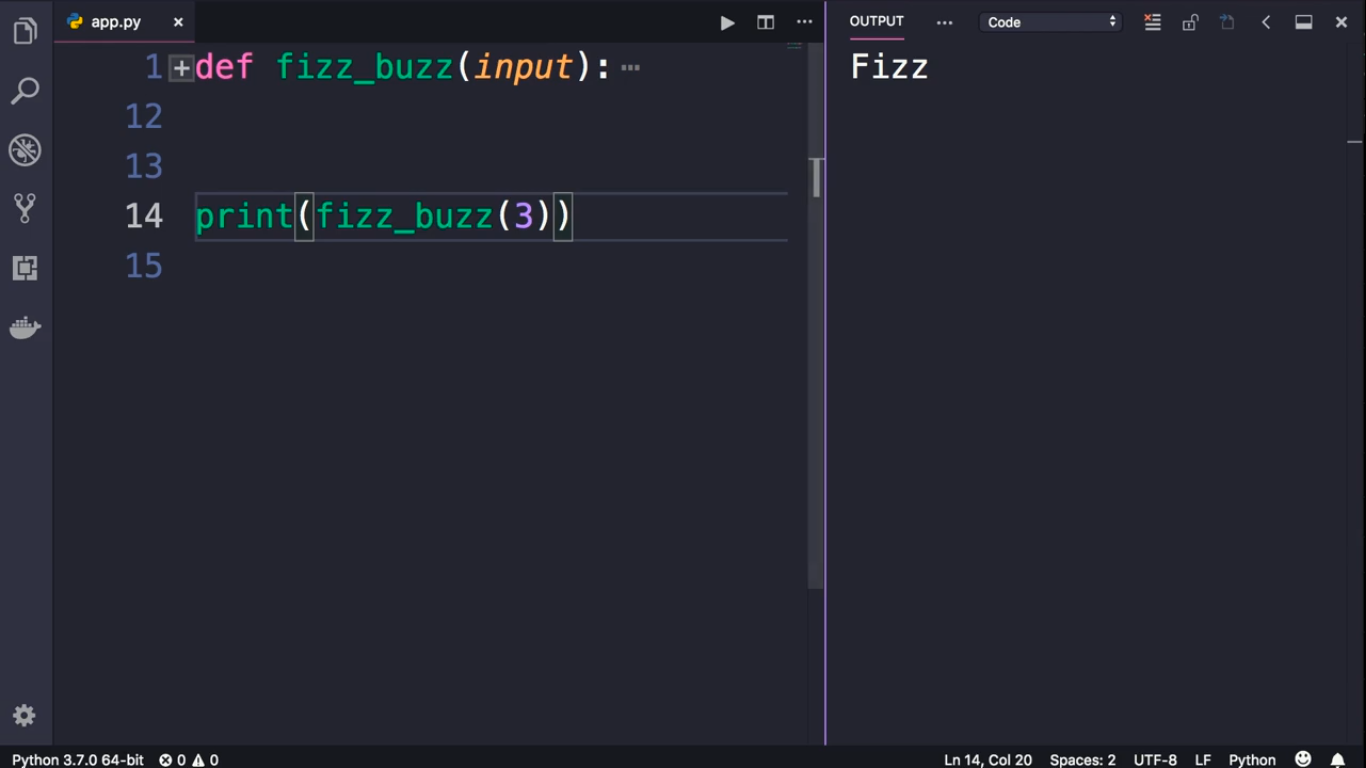 app.py
OUTPUT
Code
1 def fizz_buzz(input):
12
13
14 print(fizz_buzz(3))
15
Fizz
Python 3.7.0 64-bit 0 0 Ln 14, Col 20 Spaces: 2 UTF-8 LF Python